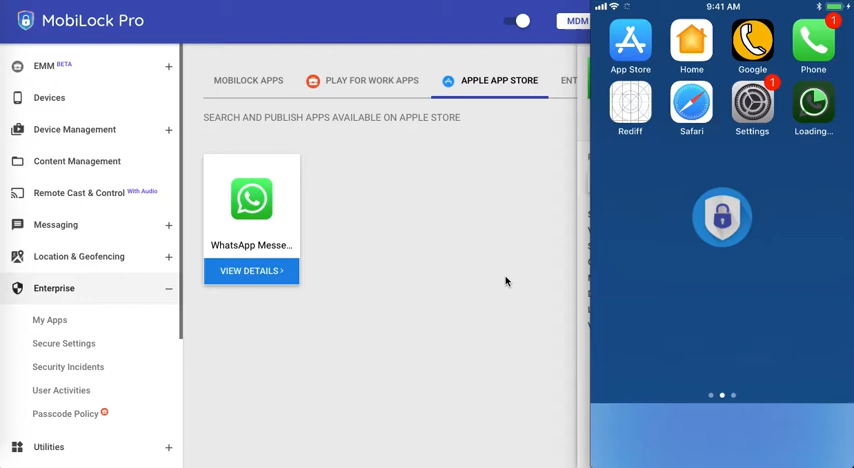 MobiLock Pro
MDM
EMM BETA
Devices
Device Management
Content Management
Remote Cast & Control With Audio
Messaging
Location & Geofencing
Enterprise
My Apps
Secure Settings
Security Incidents
User Activities
Passcode Policy
Utilities
MOBILOCK APPS
PLAY FOR WORK APPS
APPLE APP STORE
ENT
SEARCH AND PUBLISH APPS AVAILABLE ON APPLE STORE
WhatsApp Messe...
VIEW DETAILS ›
9:41 AM
1
App Store
Home
Google
Phone
1
Rediff
Safari
Settings
Loading...